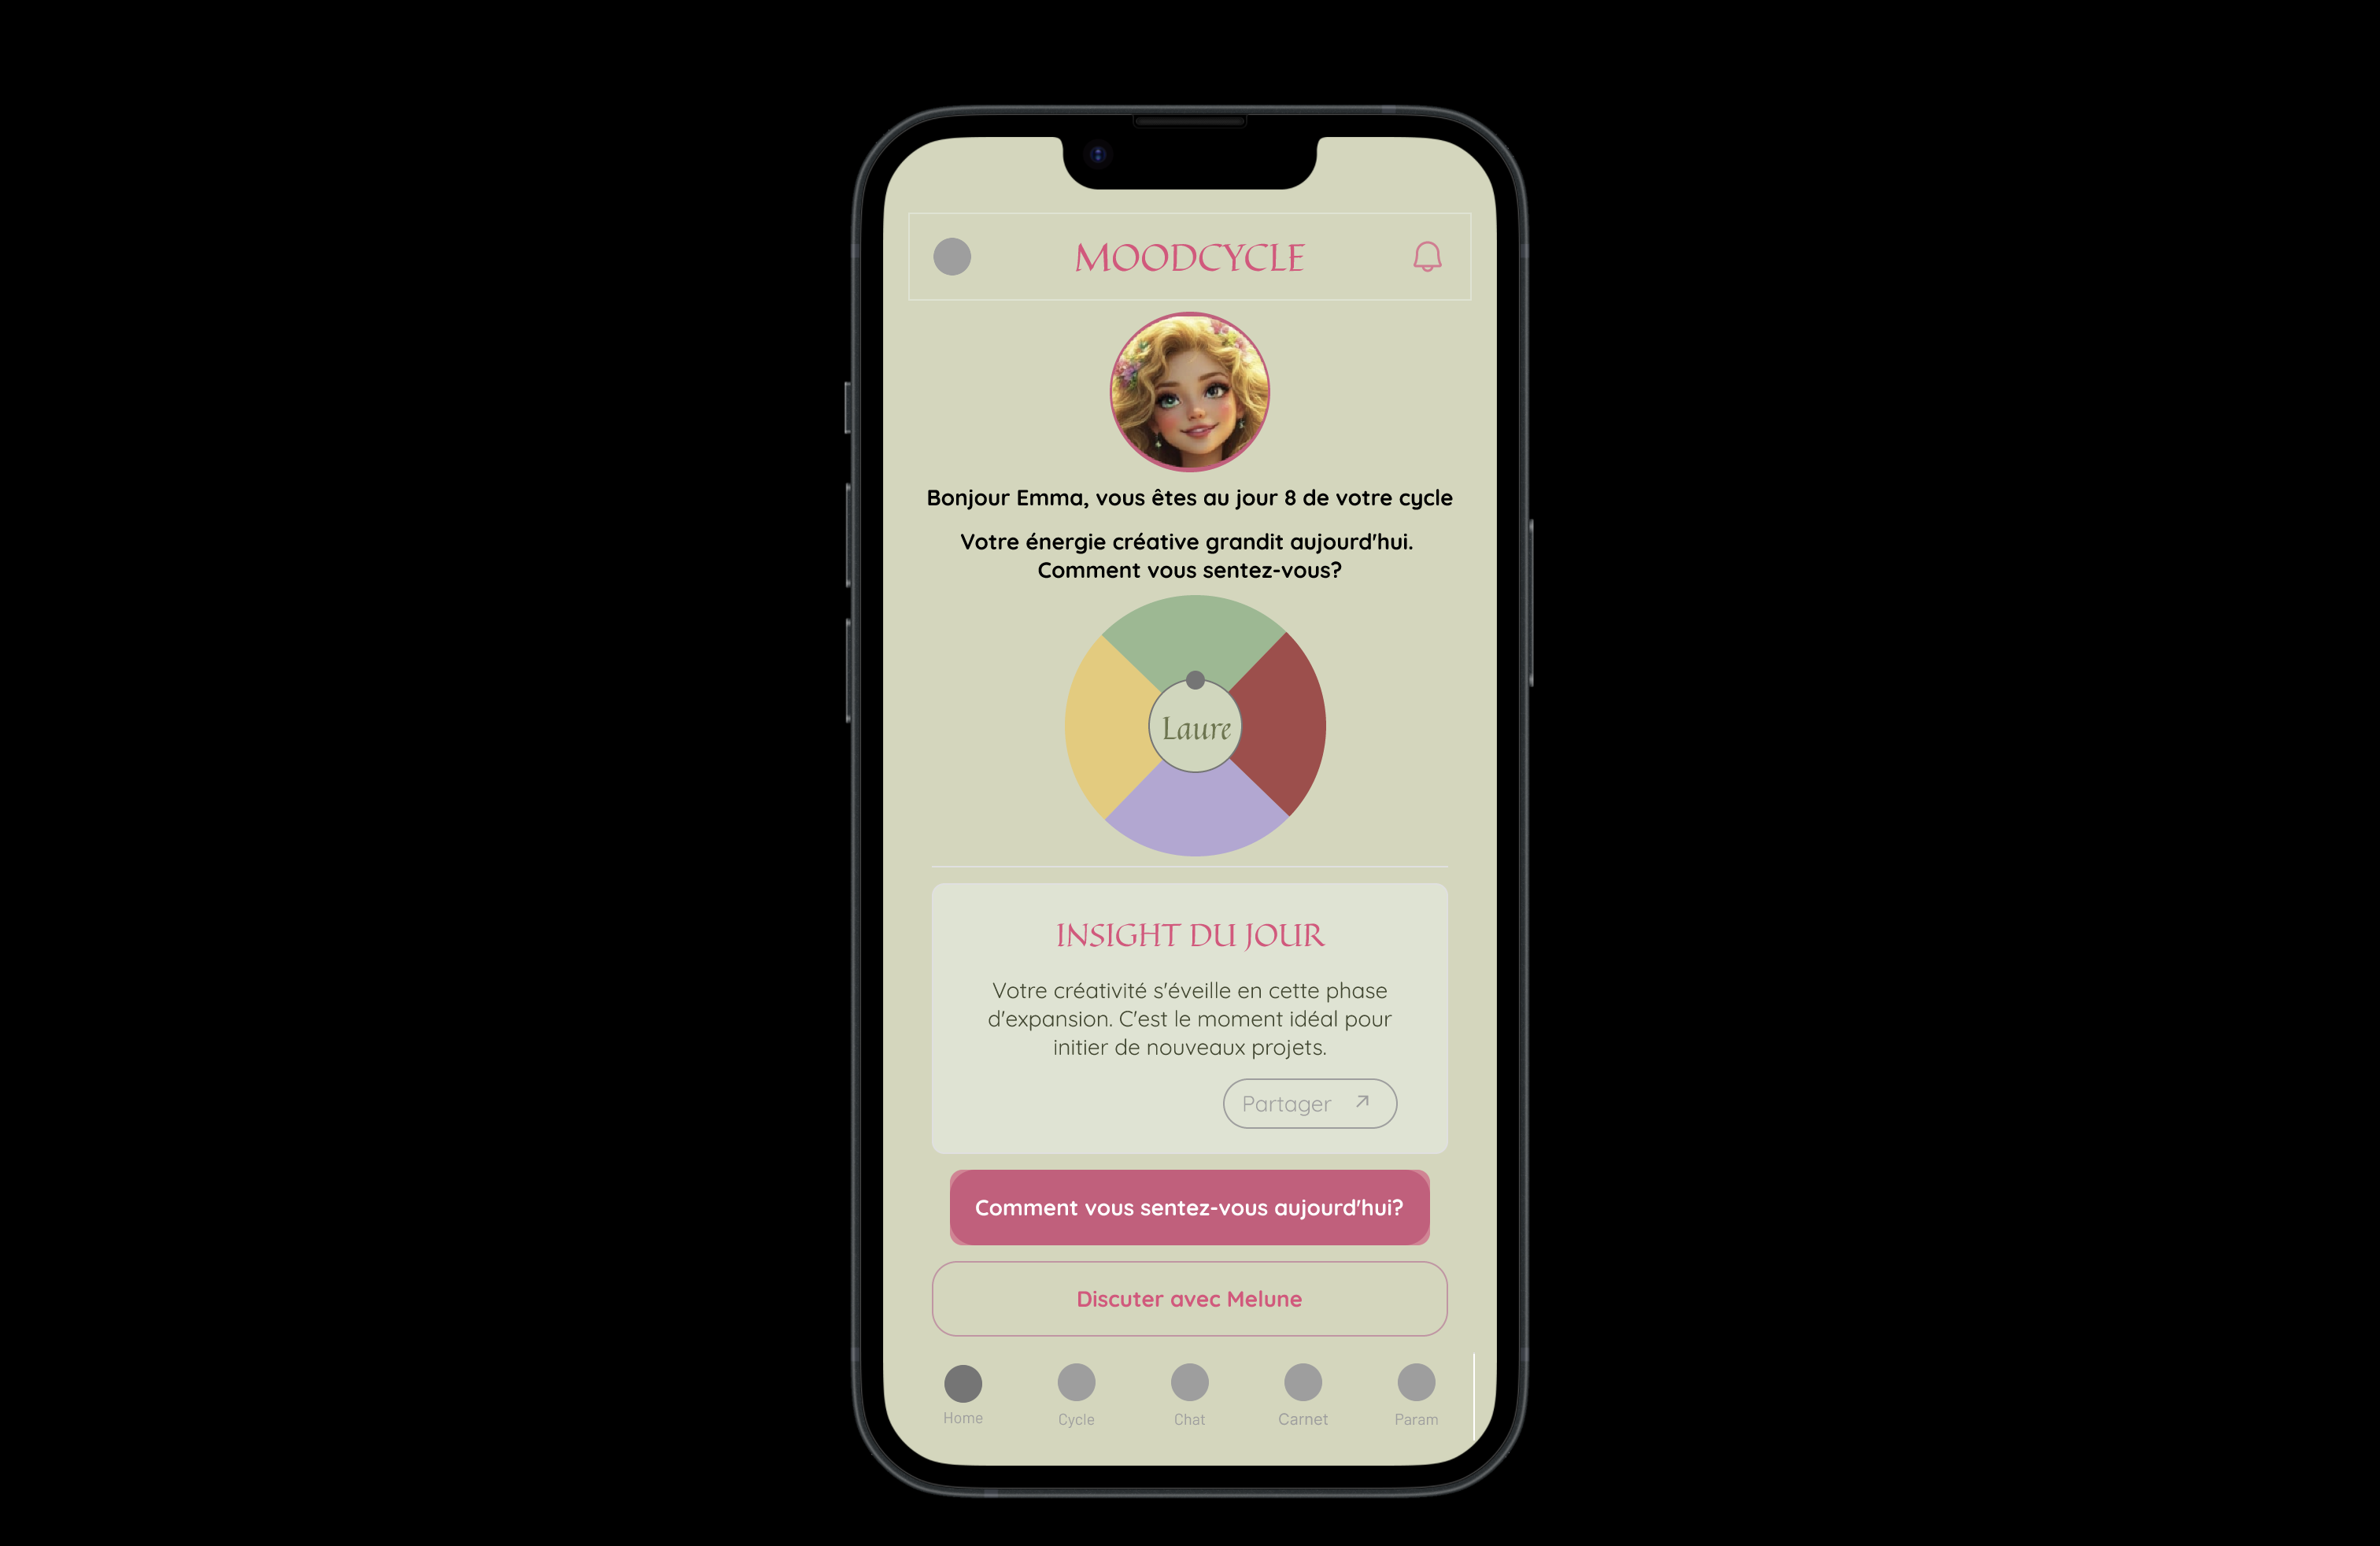 MOODCYCLE
Bonjour Emma, vous êtes au jour 8 de votre cycle
Votre énergie créative grandit aujourd'hui.
Comment vous sentez-vous?
Laure
INSIGHT DU JOUR
Votre créativité s'éveille en cette phase
d'expansion. C'est le moment idéal pour
initier de nouveaux projets.
Partager
Comment vous sentez-vous aujourd'hui?
Discuter avec Melune
Home Cycle Chat Carnet Param